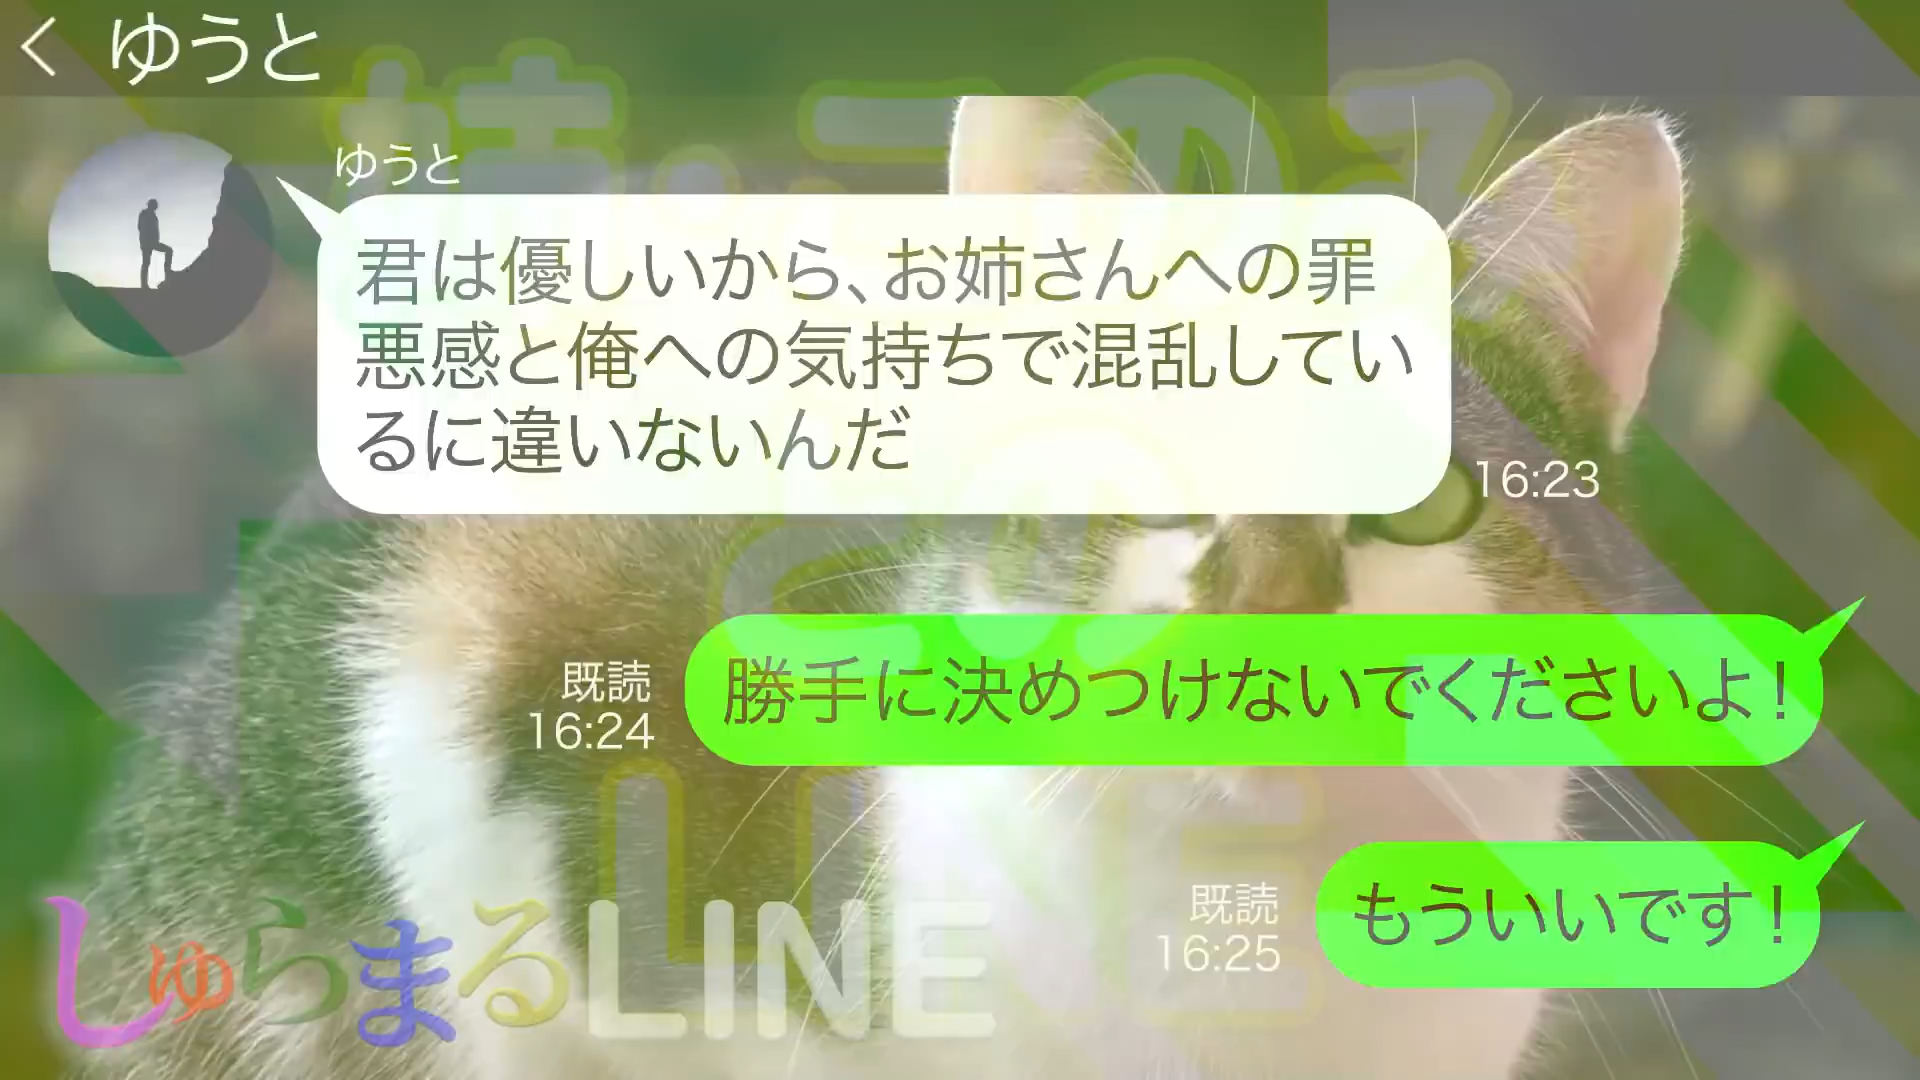 ゆうと
ゆうと
君は優しいから、お姉さんへの罪
悪感と俺への気持ちで混乱してい
るに違いないんだ
16:23
勝手に決めつけないでくださいよ！
既読
16:24
もういいです！
既読
16:25
しゅらまるLINE